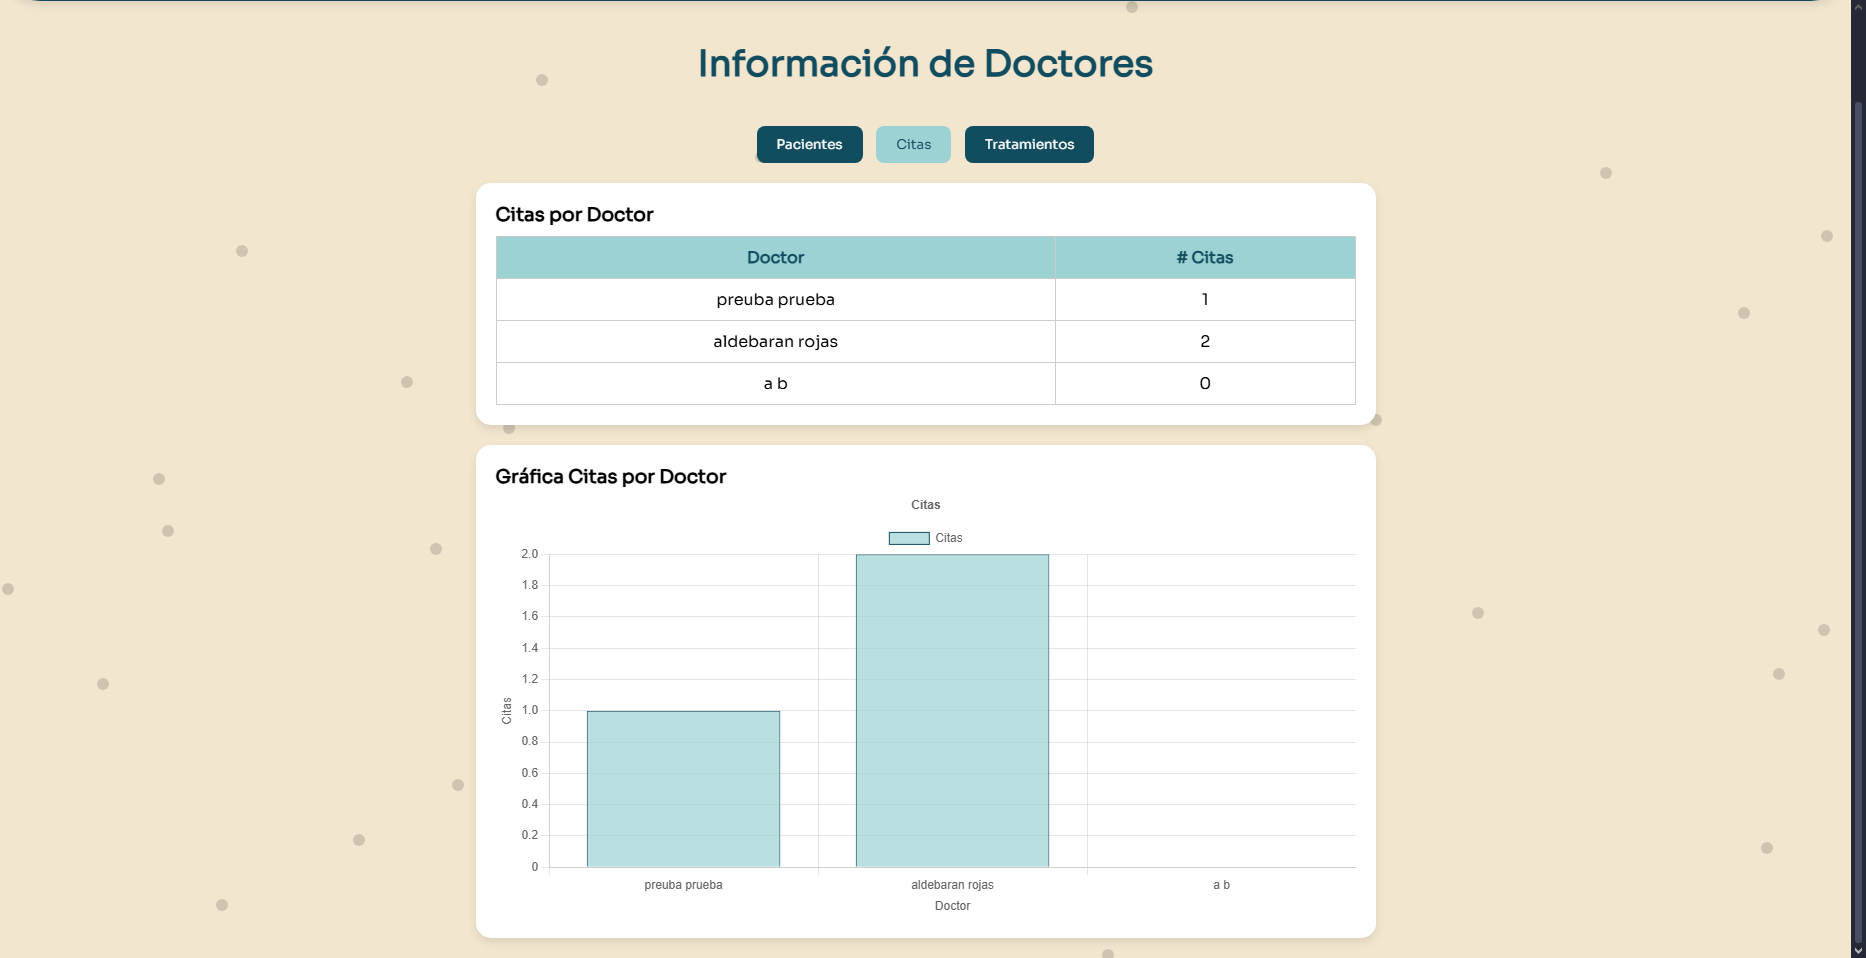 Información de Doctores
Pacientes Citas Tratamientos
Citas por Doctor
Doctor # Citas
preuba prueba 1
aldebaran rojas 2
a b 0
Gráfica Citas por Doctor
Citas
Citas
2.0
1.8
1.6
1.4
1.2
1.0
0.8
0.6
0.4
0.2
0
Citas
preuba prueba aldebaran rojas a b
Doctor